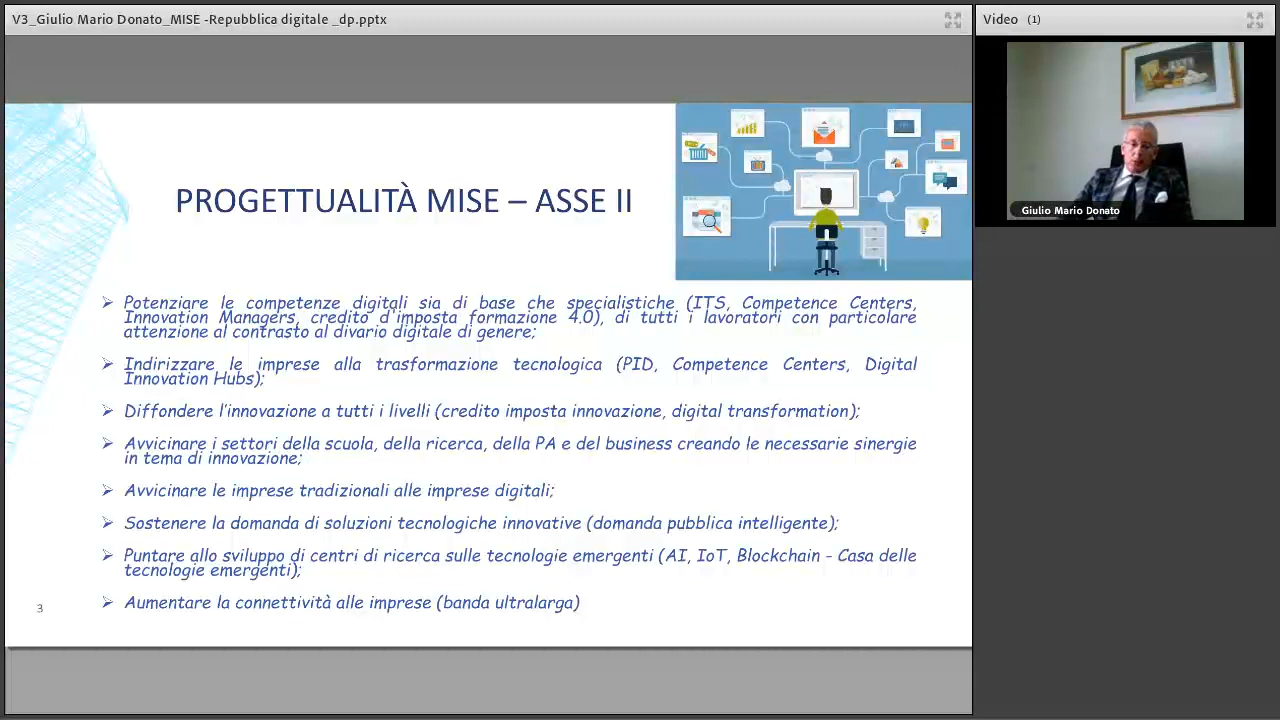 V3_Giulio Mario Donato_MISE -Repubblica digitale _dp.pptx
Video (1)
Giulio Mario Donato
PROGETTUALITÀ MISE – ASSE II
➢ Potenziare le competenze digitali sia di base che specialistiche (ITS, Competence Centers,
Innovation Managers, credito d'imposta formazione 4.0), di tutti i lavoratori con particolare
attenzione al contrasto al divario digitale di genere;
➢ Indirizzare le imprese alla trasformazione tecnologica (PID, Competence Centers, Digital
Innovation Hubs);
➢ Diffondere l’innovazione a tutti i livelli (credito imposta innovazione, digital transformation);
➢ Avvicinare i settori della scuola, della ricerca, della PA e del business creando le necessarie sinergie
in tema di innovazione;
➢ Avvicinare le imprese tradizionali alle imprese digitali;
➢ Sostenere la domanda di soluzioni tecnologiche innovative (domanda pubblica intelligente);
➢ Puntare allo sviluppo di centri di ricerca sulle tecnologie emergenti (AI, IoT, Blockchain - Casa delle
tecnologie emergenti);
➢ Aumentare la connettività alle imprese (banda ultralarga)
3